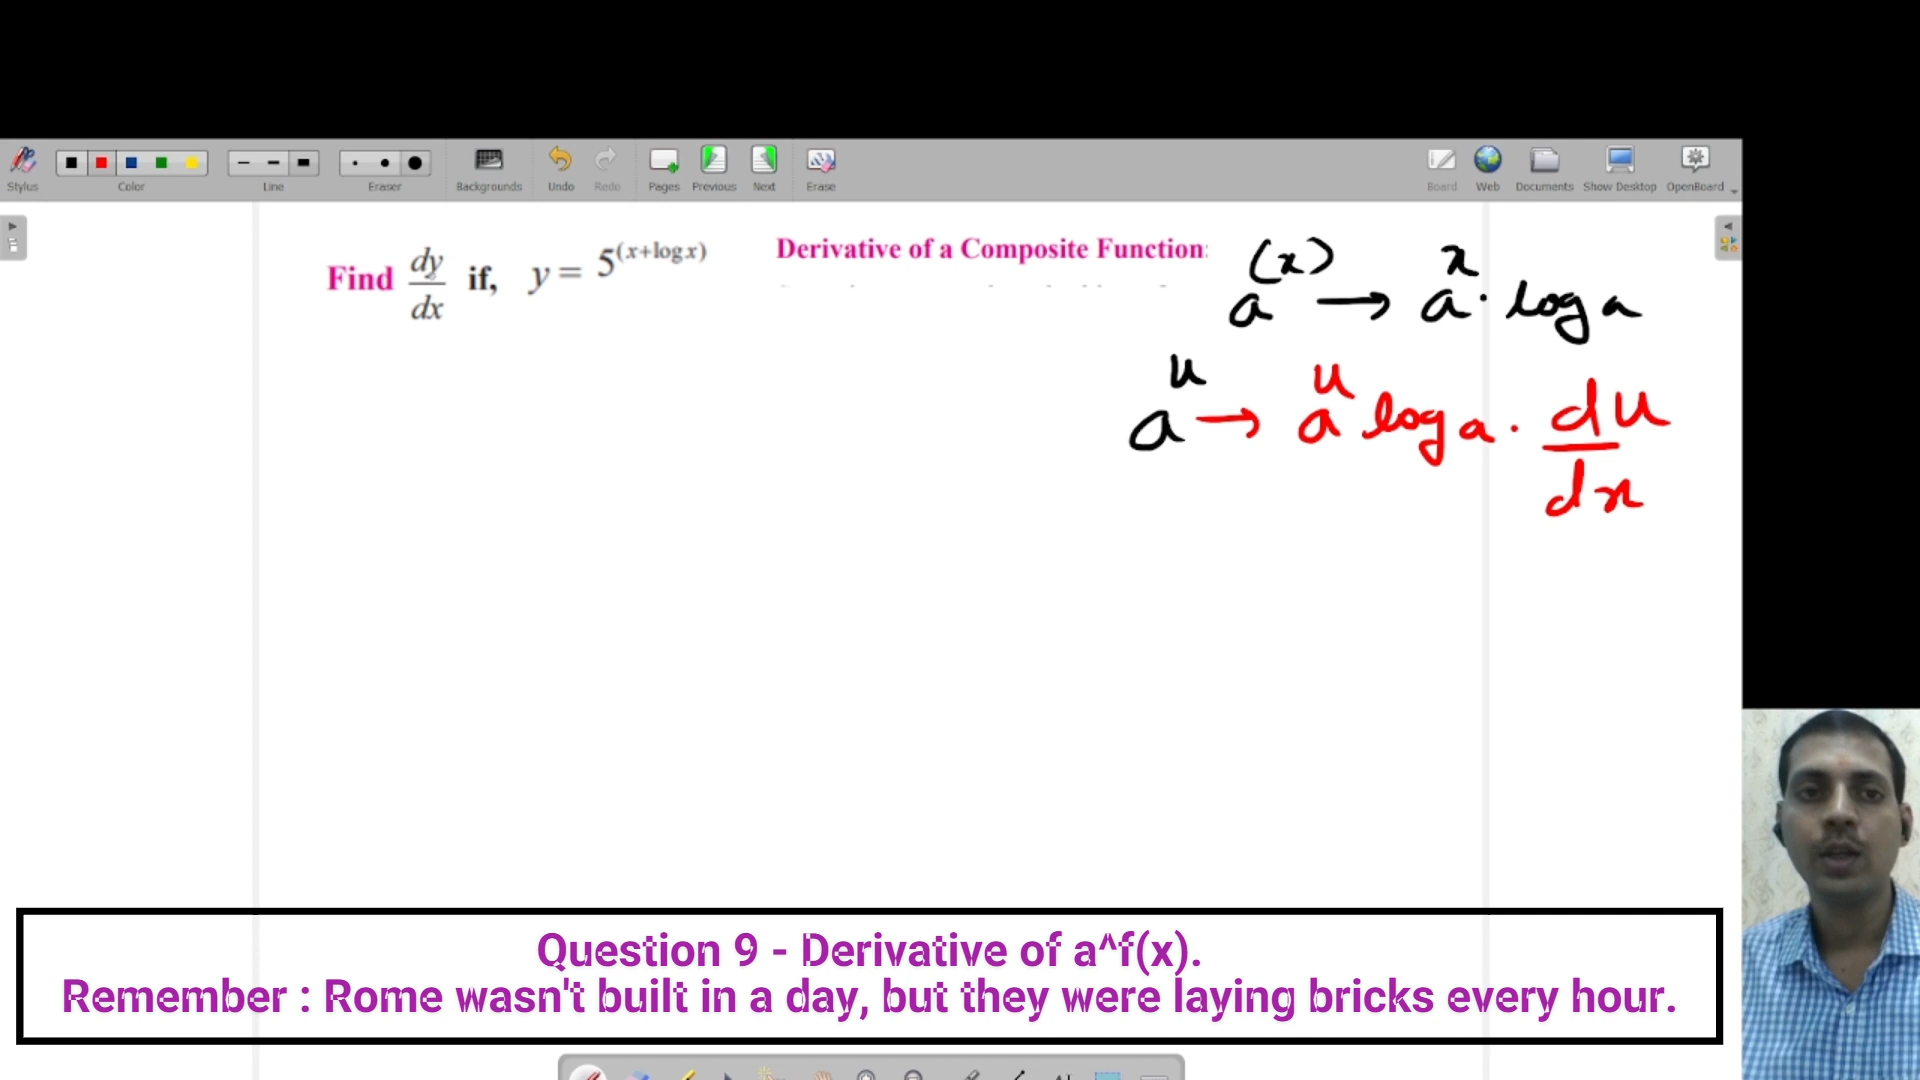 Stylus Color Line Eraser Backgrounds Undo Redo Pages Previous Next Erase Board Web Documents Show Desktop OpenBoard
Find dy/dx if, y = 5^(x+log x) Derivative of a Composite Function:
a^(x) → a^x · log a
a^u → a^u log a · du/dx
Question 9 - Derivative of a^f(x).
Remember : Rome wasn't built in a day, but they were laying bricks every hour.